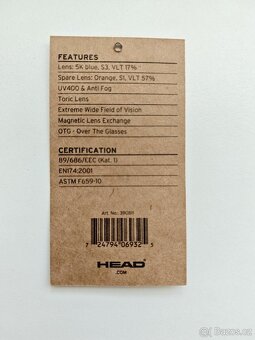 FEATURES
Lens: 5K blue, S3, VLT 17%
Spare Lens: Orange, S1, VLT 57%
UV400 & Anti Fog
Toric Lens
Extreme Wide Field of Vision
Magnetic Lens Exchange
OTG - Over The Glasses
CERTIFICATION
89/686/EEC (Kat. I)
EN174:2001
ASTM F659-10
Art. No.:
7 24794 06932 3
HEAD
.COM